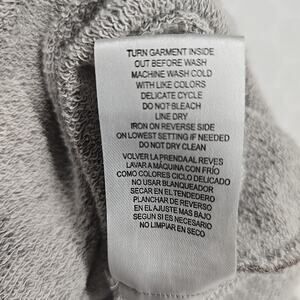 TURN GARMENT INSIDE
OUT BEFORE WASH
MACHINE WASH COLD
WITH LIKE COLORS
DELICATE CYCLE
DO NOT BLEACH
LINE DRY
IRON ON REVERSE SIDE
ON LOWEST SETTING IF NEEDED
DO NOT DRY CLEAN
VOLVER LA PRENDA AL REVES
LAVAR A MÁQUINA CON FRÍO
COMO COLORES CICLO DELICADO
NO USAR BLANQUEADOR
SECAR EN EL TENDEDERO
PLANCHAR DE REVERSO
EN EL AJUSTE MAS BAJO
SEGÚN SI ES NECESARIO
NO LIMPIAR EN SECO